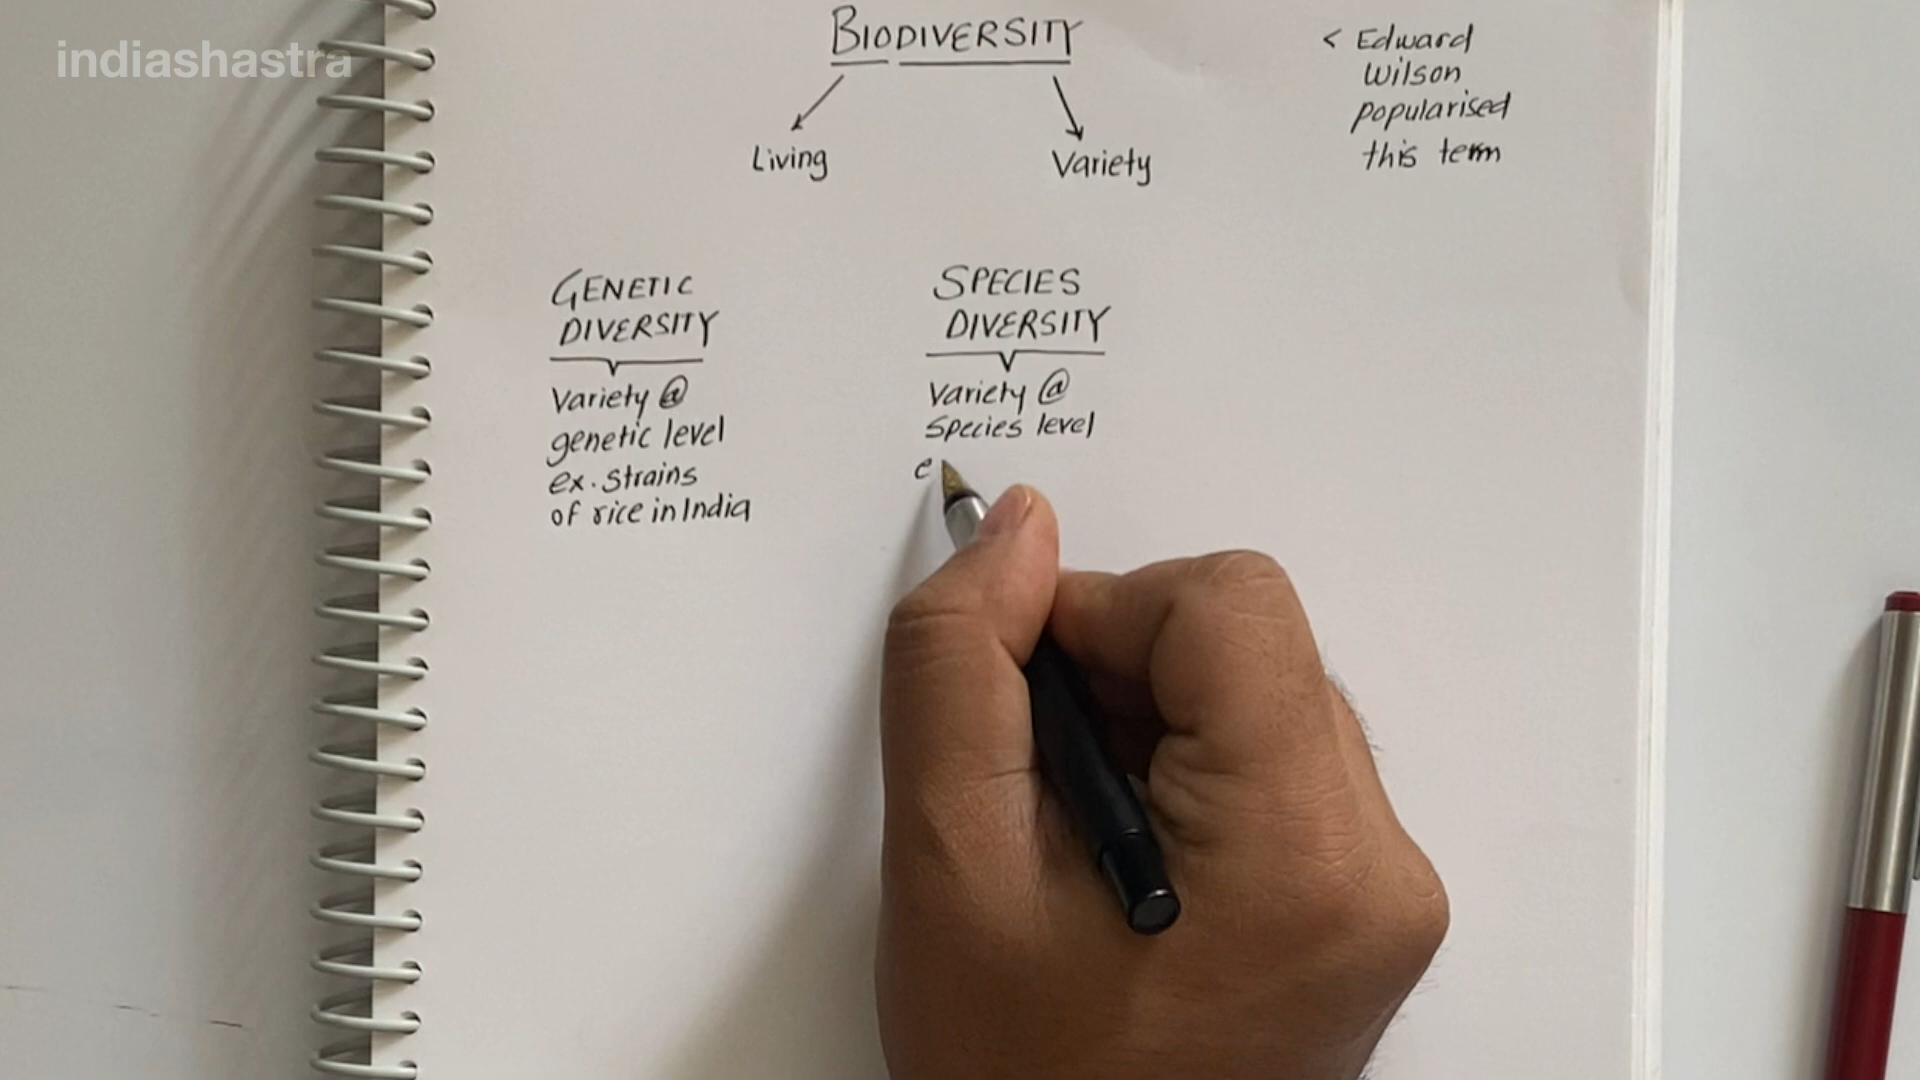 indiashastra
BIODIVERSITY
Living
Variety
< Edward
Wilson
popularised
this term
GENETIC
DIVERSITY
Variety @
genetic level
ex. strains
of rice in India
SPECIES
DIVERSITY
Variety @
species level
e